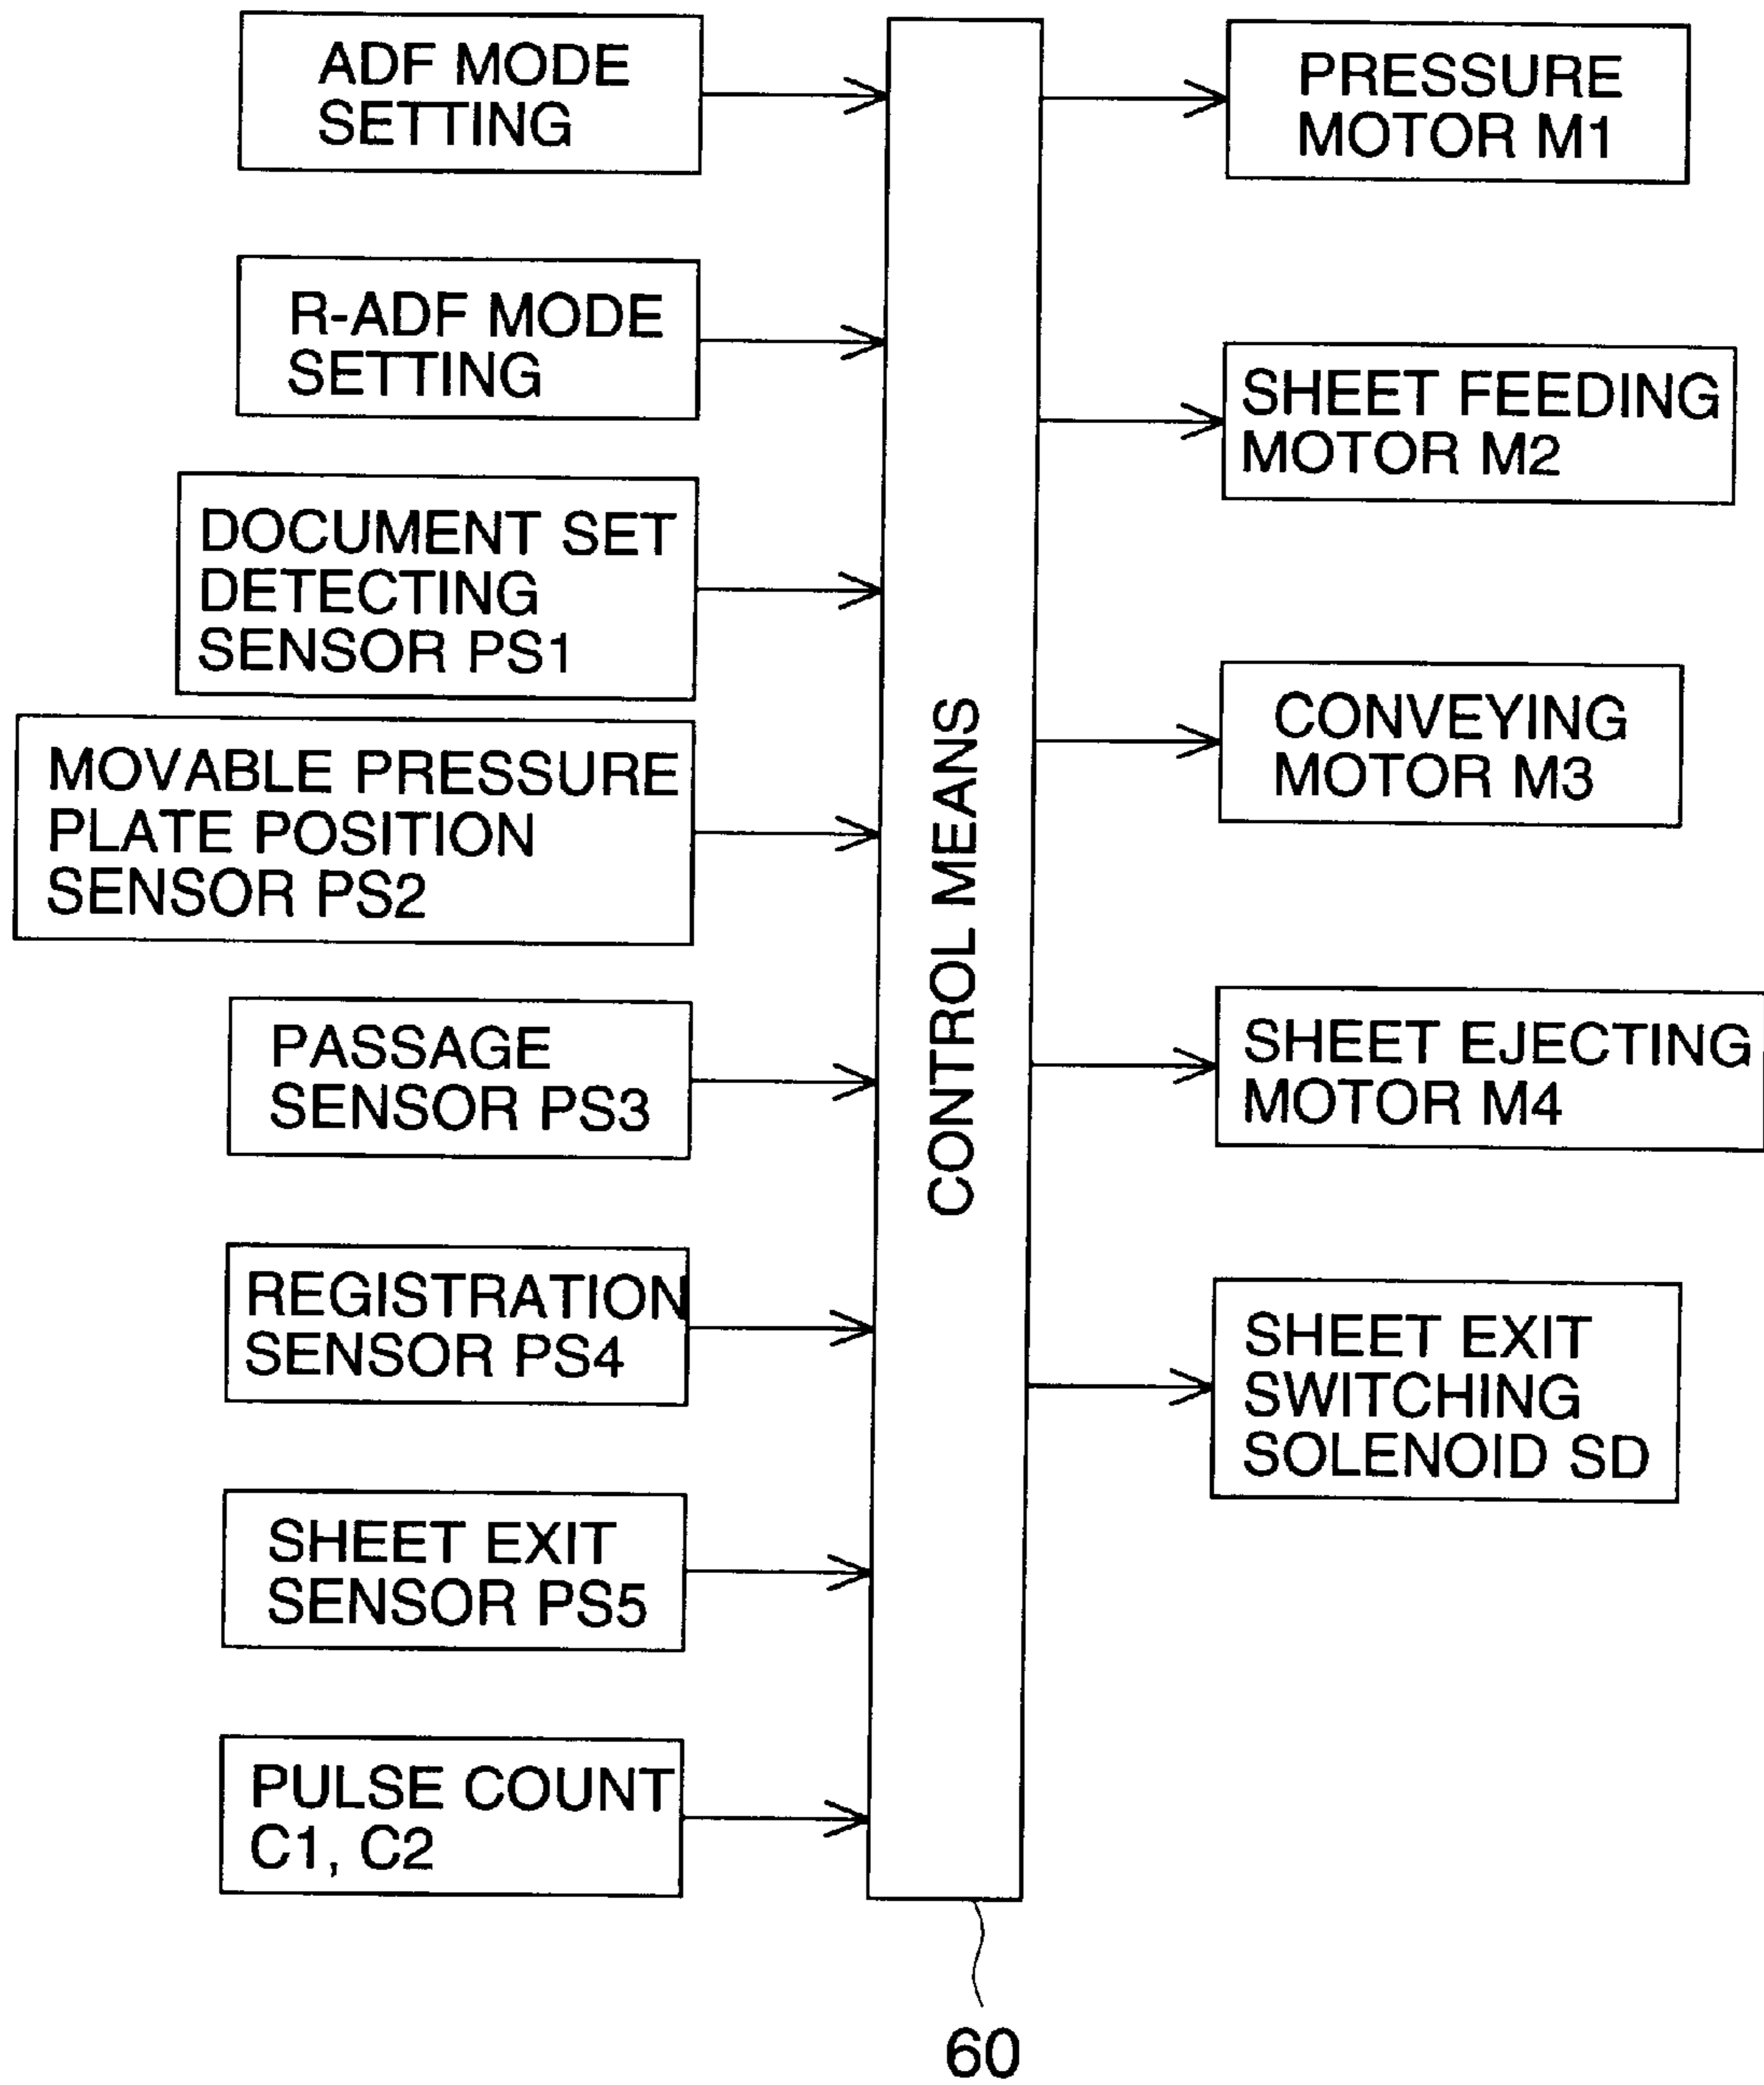 ADF MODE
SETTING
R-ADF MODE
SETTING
DOCUMENT SET
DETECTING
SENSOR PS1
MOVABLE PRESSURE
PLATE POSITION
SENSOR PS2
PASSAGE
SENSOR PS3
REGISTRATION
SENSOR PS4
SHEET EXIT
SENSOR PS5
PULSE COUNT
C1, C2
CONTROL MEANS
60
PRESSURE
MOTOR M1
SHEET FEEDING
MOTOR M2
CONVEYING
MOTOR M3
SHEET EJECTING
MOTOR M4
SHEET EXIT
SWITCHING
SOLENOID SD